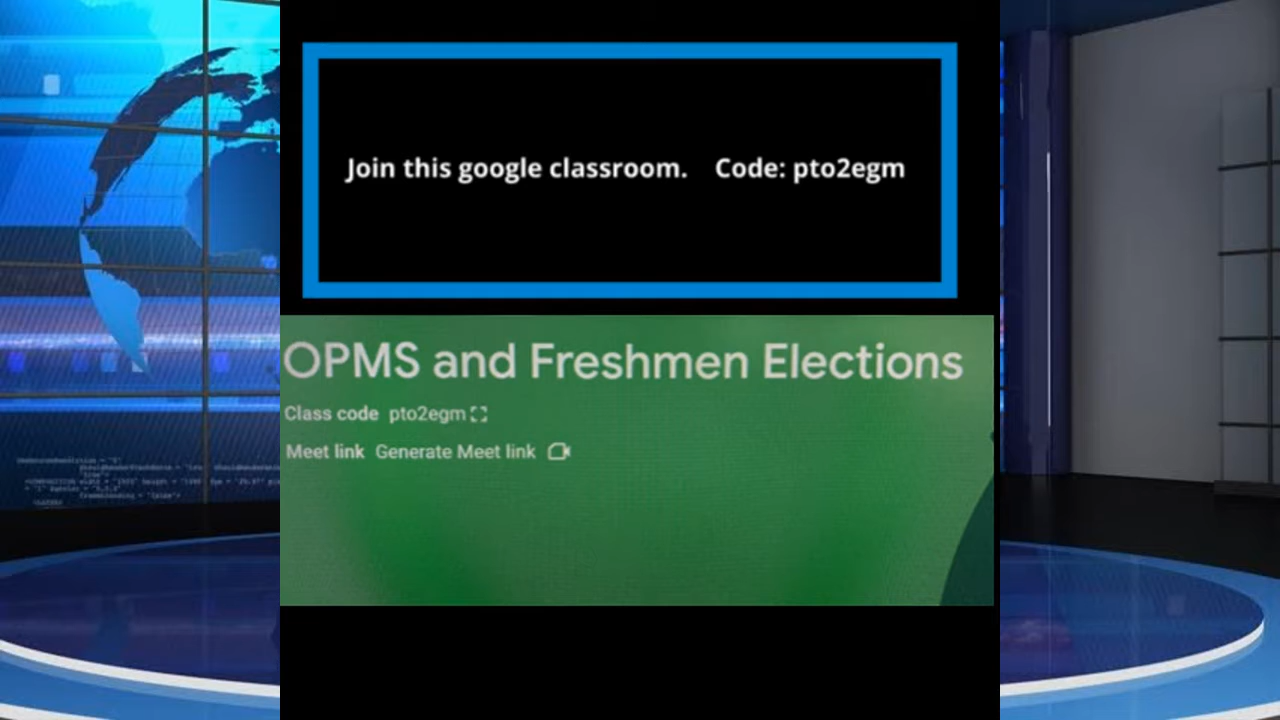 Join this google classroom. Code: pto2egm
OPMS and Freshmen Elections
Class code pto2egm
Meet link Generate Meet link